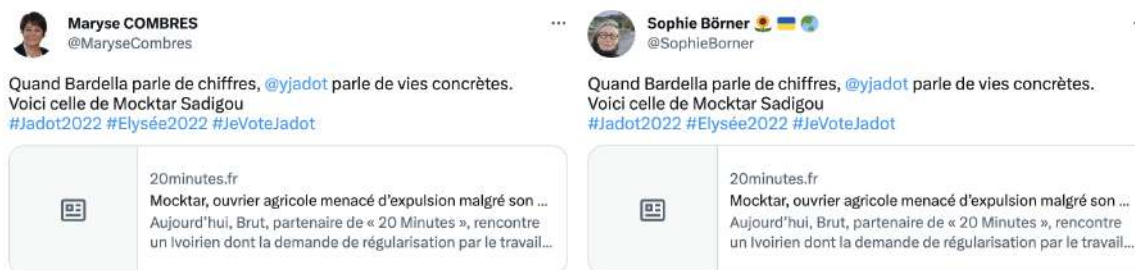 Maryse COMBRES
@MaryseCombres
Quand Bardella parle de chiffres, @yjadot parle de vies concrètes.
Voici celle de Mocktar Sadigou
#Jadot2022 #Elysée2022 #JeVoteJadot
20minutes.fr
Mocktar, ouvrier agricole menacé d'expulsion malgré son ...
Aujourd'hui, Brut, partenaire de « 20 Minutes », rencontre
un Ivoirien dont la demande de régularisation par le travail...
Sophie Börner 🌻 🇺🇦 🌏
@SophieBorner
Quand Bardella parle de chiffres, @yjadot parle de vies concrètes.
Voici celle de Mocktar Sadigou
#Jadot2022 #Elysée2022 #JeVoteJadot
20minutes.fr
Mocktar, ouvrier agricole menacé d'expulsion malgré son ...
Aujourd'hui, Brut, partenaire de « 20 Minutes », rencontre
un Ivoirien dont la demande de régularisation par le travail...